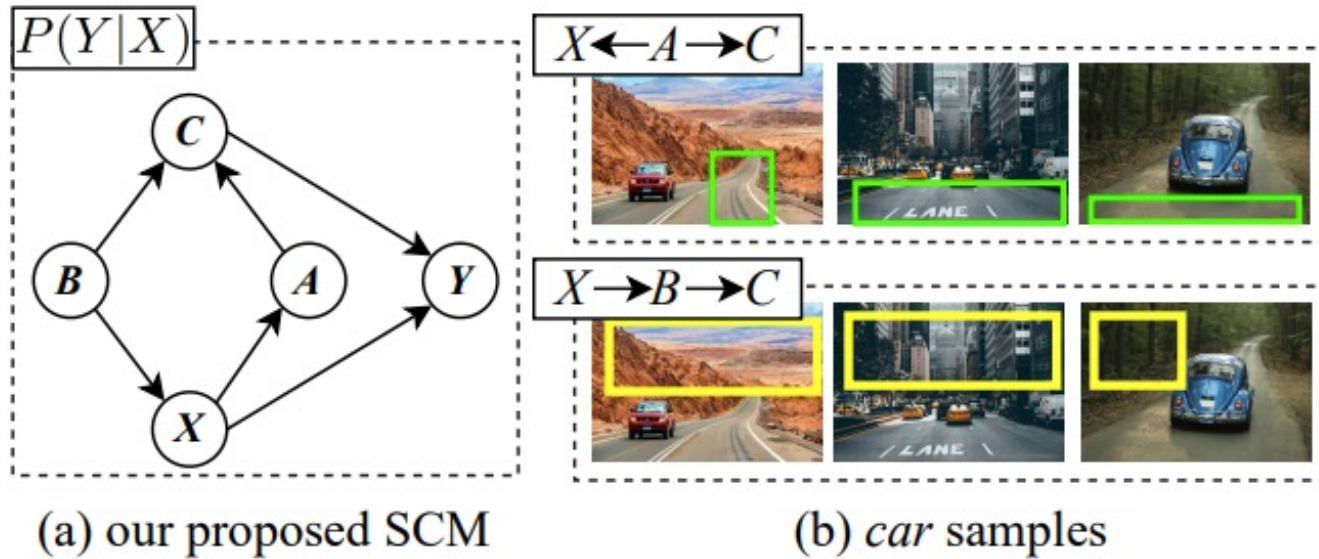 P(Y|X)
C
B
A
Y
X
(a) our proposed SCM
X←A→C
LANE
X→B→C
LANE
(b) car samples